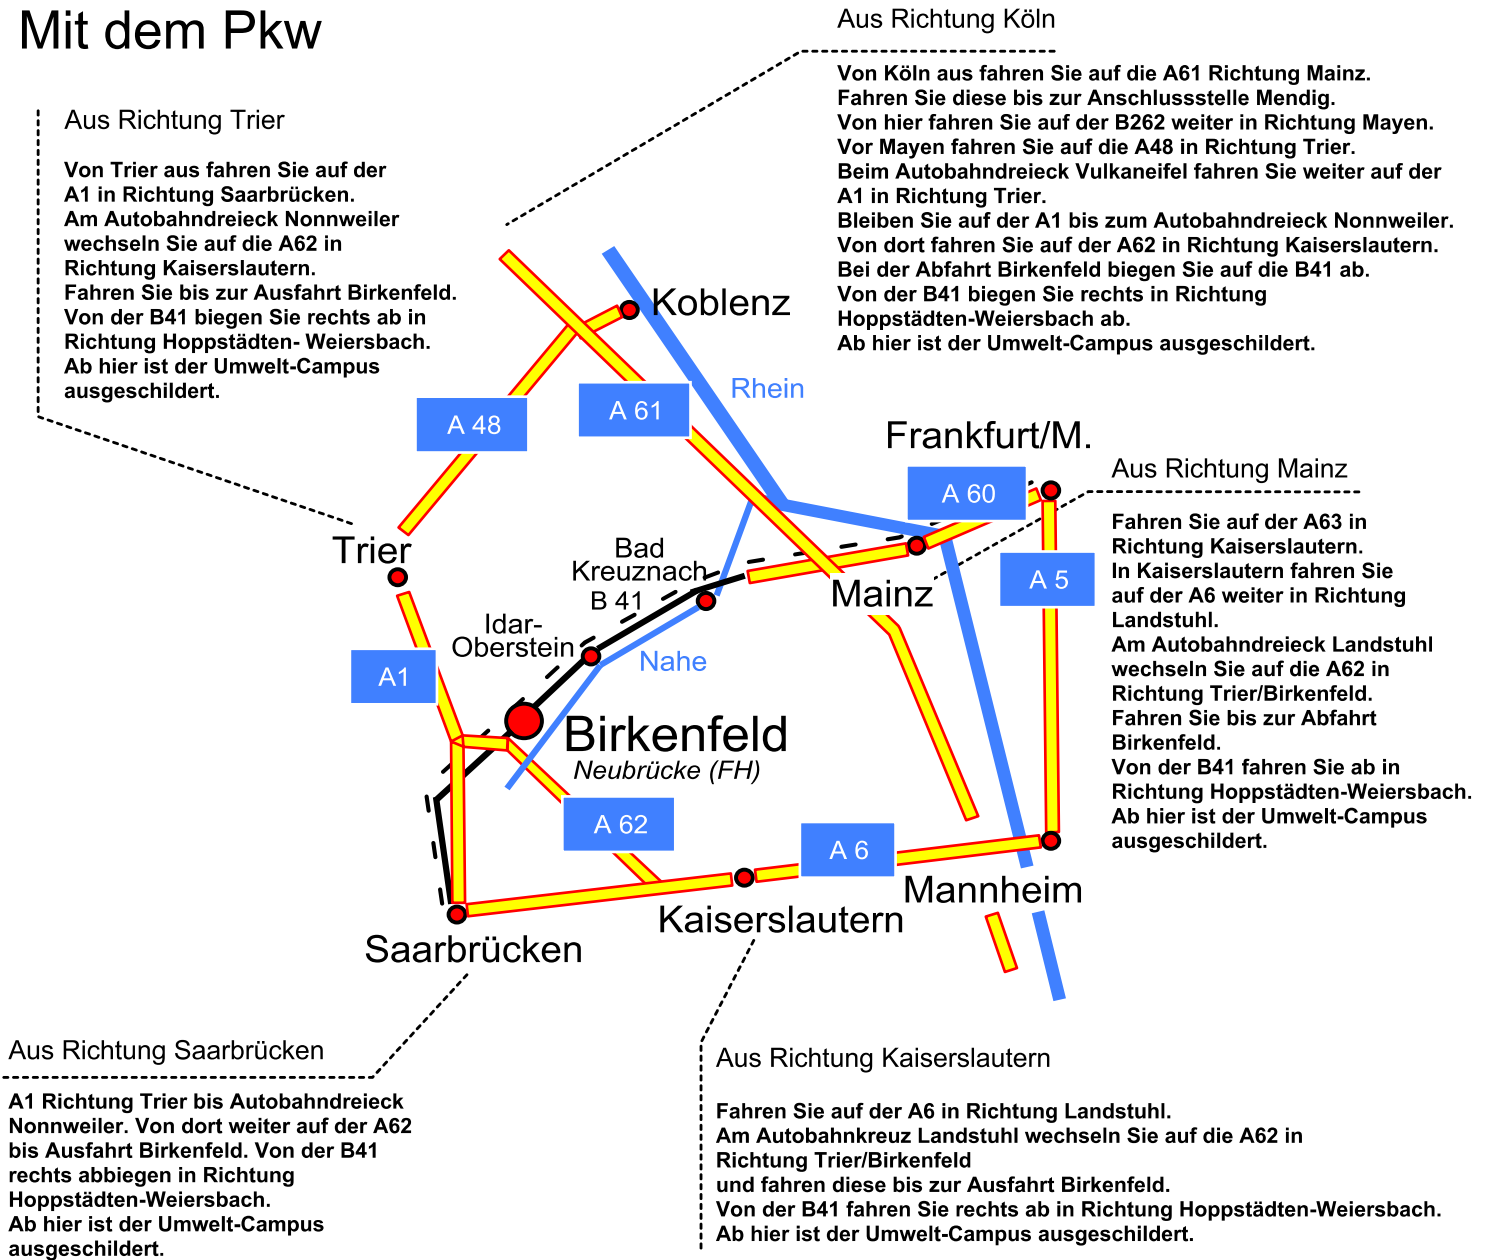 Mit dem Pkw
Aus Richtung Köln
Von Köln aus fahren Sie auf die A61 Richtung Mainz.
Fahren Sie diese bis zur Anschlussstelle Mendig.
Von hier fahren Sie auf der B262 weiter in Richtung Mayen.
Vor Mayen fahren Sie auf die A48 in Richtung Trier.
Beim Autobahndreieck Vulkaneifel fahren Sie weiter auf der
A1 in Richtung Trier.
Bleiben Sie auf der A1 bis zum Autobahndreieck Nonnweiler.
Von dort fahren Sie auf der A62 in Richtung Kaiserslautern.
Bei der Abfahrt Birkenfeld biegen Sie auf die B41 ab.
Von der B41 biegen Sie rechts in Richtung
Hoppstädten-Weiersbach ab.
Ab hier ist der Umwelt-Campus ausgeschildert.
Aus Richtung Trier
Von Trier aus fahren Sie auf der
A1 in Richtung Saarbrücken.
Am Autobahndreieck Nonnweiler
wechseln Sie auf die A62 in
Richtung Kaiserslautern.
Fahren Sie bis zur Ausfahrt Birkenfeld.
Von der B41 biegen Sie rechts ab in
Richtung Hoppstädten- Weiersbach.
Ab hier ist der Umwelt-Campus
ausgeschildert.
Koblenz
Rhein
A 48
A 61
Frankfurt/M.
A 60
Trier
Bad
Kreuznach
B 41
Mainz
A 5
Idar-
Oberstein
Nahe
A1
Birkenfeld
Neubrücke (FH)
A 62
A 6
Mannheim
Kaiserslautern
Saarbrücken
Aus Richtung Mainz
Fahren Sie auf der A63 in
Richtung Kaiserslautern.
In Kaiserslautern fahren Sie
auf der A6 weiter in Richtung
Landstuhl.
Am Autobahndreieck Landstuhl
wechseln Sie auf die A62 in
Richtung Trier/Birkenfeld.
Fahren Sie bis zur Abfahrt
Birkenfeld.
Von der B41 fahren Sie ab in
Richtung Hoppstädten-Weiersbach.
Ab hier ist der Umwelt-Campus
ausgeschildert.
Aus Richtung Saarbrücken
A1 Richtung Trier bis Autobahndreieck
Nonnweiler. Von dort weiter auf der A62
bis Ausfahrt Birkenfeld. Von der B41
rechts abbiegen in Richtung
Hoppstädten-Weiersbach.
Ab hier ist der Umwelt-Campus
ausgeschildert.
Aus Richtung Kaiserslautern
Fahren Sie auf der A6 in Richtung Landstuhl.
Am Autobahnkreuz Landstuhl wechseln Sie auf die A62 in
Richtung Trier/Birkenfeld
und fahren diese bis zur Ausfahrt Birkenfeld.
Von der B41 fahren Sie rechts ab in Richtung Hoppstädten-Weiersbach.
Ab hier ist der Umwelt-Campus ausgeschildert.